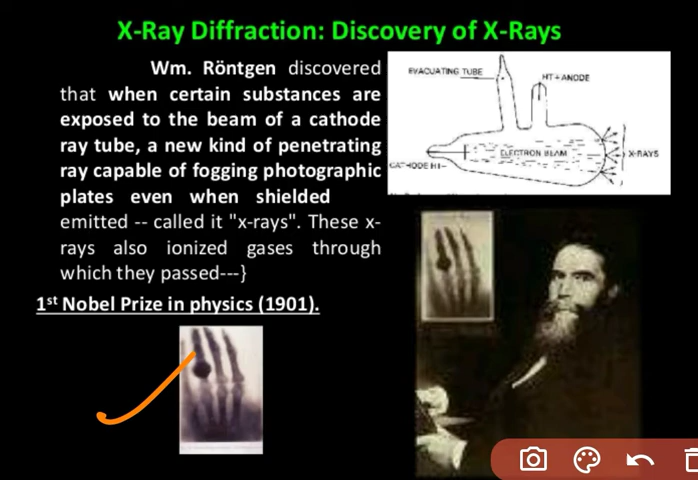 X-Ray Diffraction: Discovery of X-Rays
Wm. Röntgen discovered
that when certain substances are
exposed to the beam of a cathode
ray tube, a new kind of penetrating
ray capable of fogging photographic
plates even when shielded
emitted -- called it "x-rays". These x-
rays also ionized gases through
which they passed---}
1st Nobel Prize in physics (1901).
EVACUATING TUBE
HT+ANODE
ELECTRON BEAM
X-RAYS
CATHODE HT-